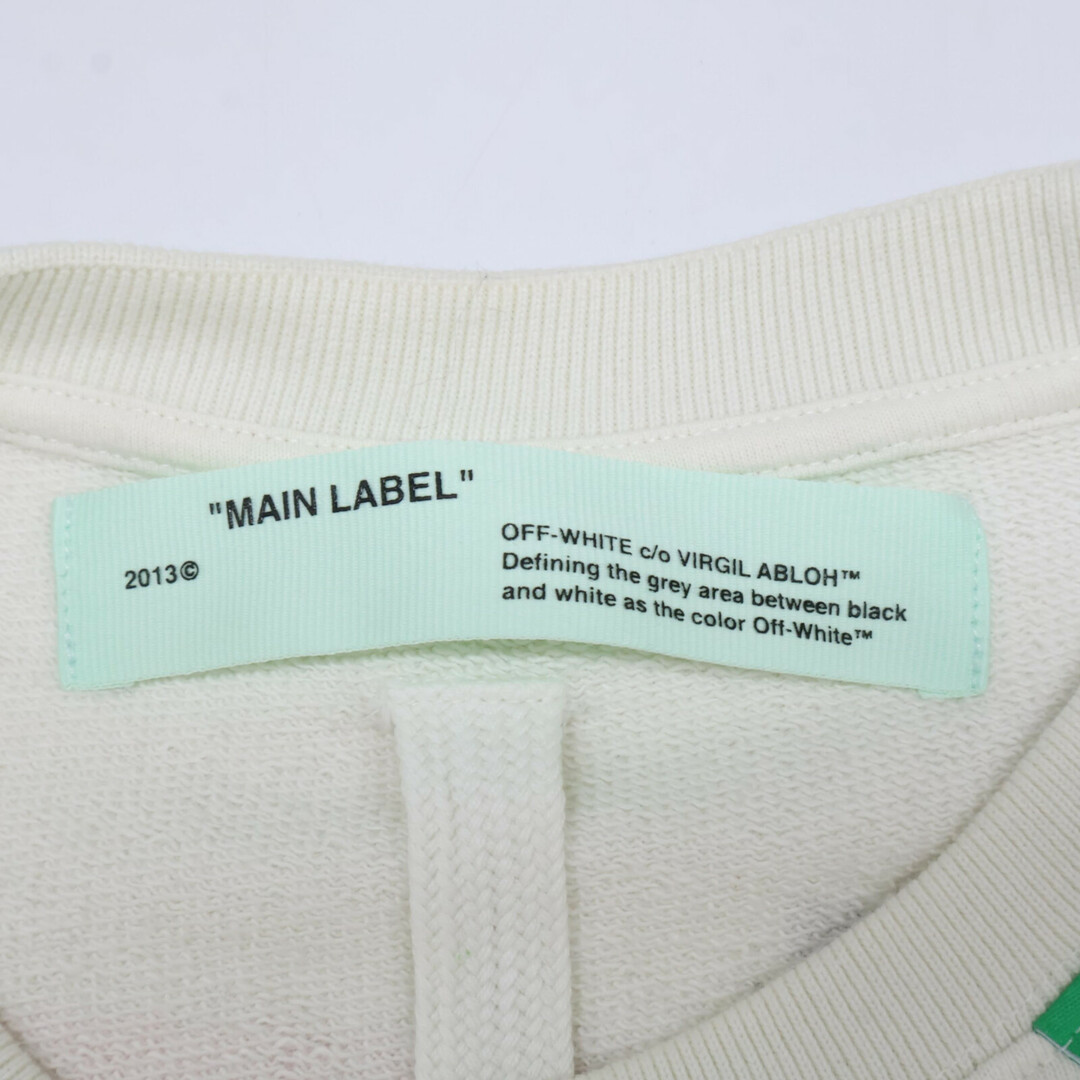 "MAIN LABEL"
2013©
OFF-WHITE c/o VIRGIL ABLOH™
Defining the grey area between black
and white as the color Off-White™